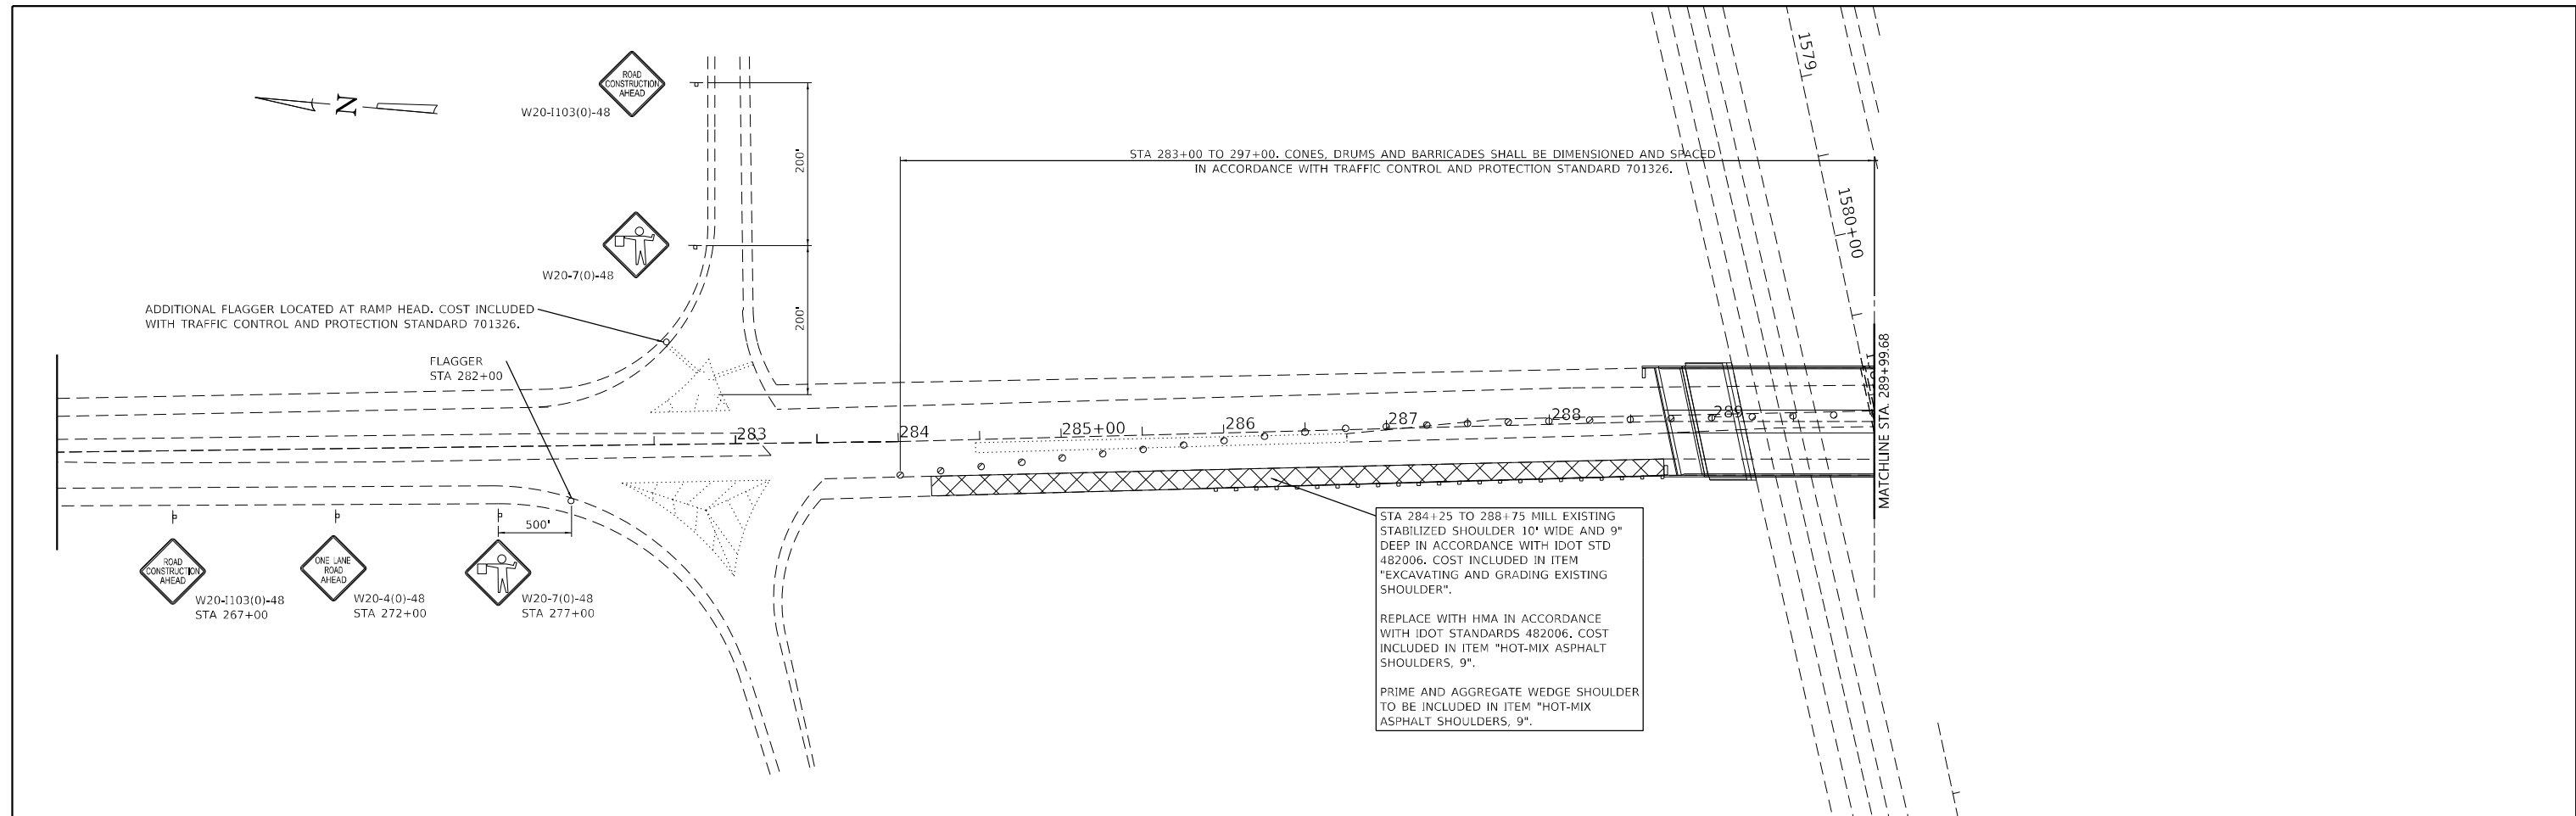 ROAD
CONSTRUCTION
AHEAD
W20-I103(0)-48
N
W20-7(0)-48
200'
200'
1579
1580+00
STA 283+00 TO 297+00. CONES, DRUMS AND BARRICADES SHALL BE DIMENSIONED AND SPACED
IN ACCORDANCE WITH TRAFFIC CONTROL AND PROTECTION STANDARD 701326.
ADDITIONAL FLAGGER LOCATED AT RAMP HEAD. COST INCLUDED
WITH TRAFFIC CONTROL AND PROTECTION STANDARD 701326.
FLAGGER
STA 282+00
283
284
285+00
286
287
288
289
MATCHLINE STA. 289+99.68
500'
ROAD
CONSTRUCTION
AHEAD
W20-I103(0)-48
STA 267+00
ONE LANE
ROAD
AHEAD
W20-4(0)-48
STA 272+00
W20-7(0)-48
STA 277+00
STA 284+25 TO 288+75 MILL EXISTING
STABILIZED SHOULDER 10' WIDE AND 9"
DEEP IN ACCORDANCE WITH IDOT STD
482006. COST INCLUDED IN ITEM
"EXCAVATING AND GRADING EXISTING
SHOULDER".
REPLACE WITH HMA IN ACCORDANCE
WITH IDOT STANDARDS 482006. COST
INCLUDED IN ITEM "HOT-MIX ASPHALT
SHOULDERS, 9".
PRIME AND AGGREGATE WEDGE SHOULDER
TO BE INCLUDED IN ITEM "HOT-MIX
ASPHALT SHOULDERS, 9".